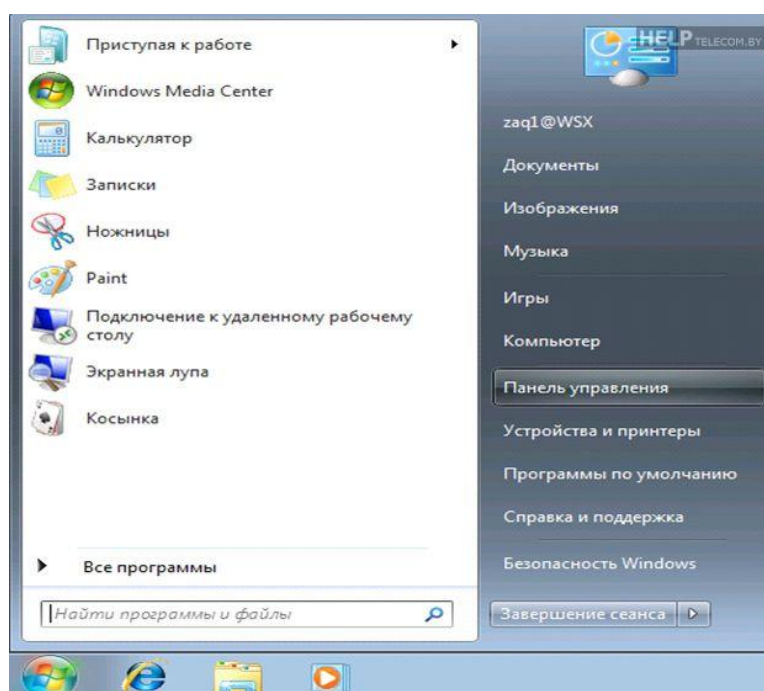 HELP TELECOM.BY
Приступая к работе
Windows Media Center
Калькулятор
Записки
Ножницы
Paint
Подключение к удаленному рабочему
столу
Экранная лупа
Косынка
Все программы
Найти программы и файлы
zaq1@WSX
Документы
Изображения
Музыка
Игры
Компьютер
Панель управления
Устройства и принтеры
Программы по умолчанию
Справка и поддержка
Безопасность Windows
Завершение сеанса